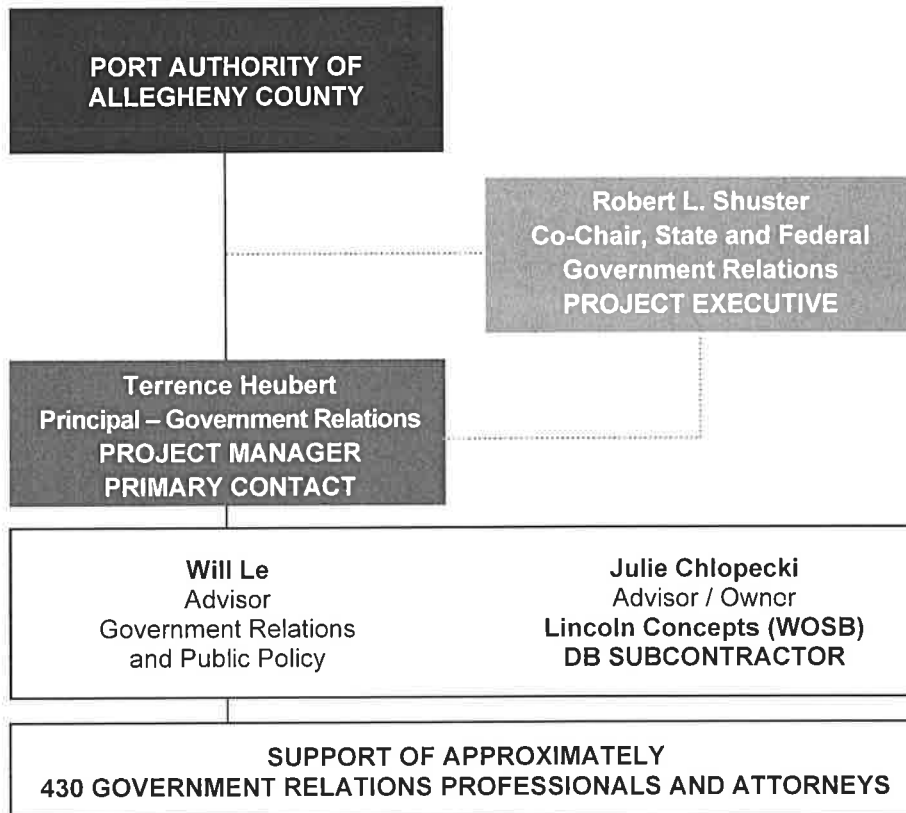 PORT AUTHORITY OF
ALLEGHENY COUNTY
Robert L. Shuster
Co-Chair, State and Federal
Government Relations
PROJECT EXECUTIVE
Terrence Heubert
Principal – Government Relations
PROJECT MANAGER
PRIMARY CONTACT
Will Le
Advisor
Government Relations
and Public Policy
Julie Chlopecki
Advisor / Owner
Lincoln Concepts (WOSB)
DB SUBCONTRACTOR
SUPPORT OF APPROXIMATELY
430 GOVERNMENT RELATIONS PROFESSIONALS AND ATTORNEYS